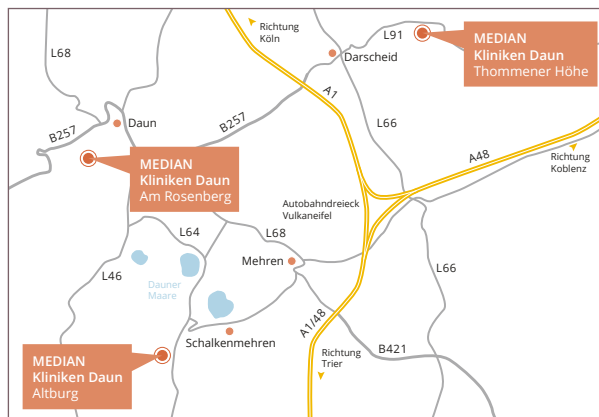 Richtung
Köln
L91
MEDIAN
Kliniken Daun
Thommener Höhe
L68
Darscheid
A1
B257
L66
Daun
B257
A48
MEDIAN
Kliniken Daun
Am Rosenberg
Richtung
Koblenz
Autobahndreieck
Vulkaneifel
L64
L68
Mehren
L46
Dauner
Maare
L66
A1/48
Schalkenmehren
B421
MEDIAN
Kliniken Daun
Altburg
Richtung
Trier